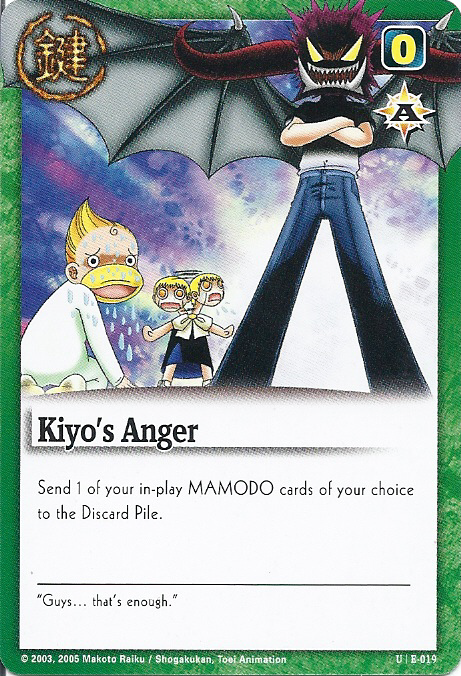 鍵
0
A
Kiyo's Anger
Send 1 of your in-play MAMODO cards of your choice
to the Discard Pile.
"Guys... that's enough."
© 2003, 2005 Makoto Raiku / Shogakukan, Toei Animation
U | E-019